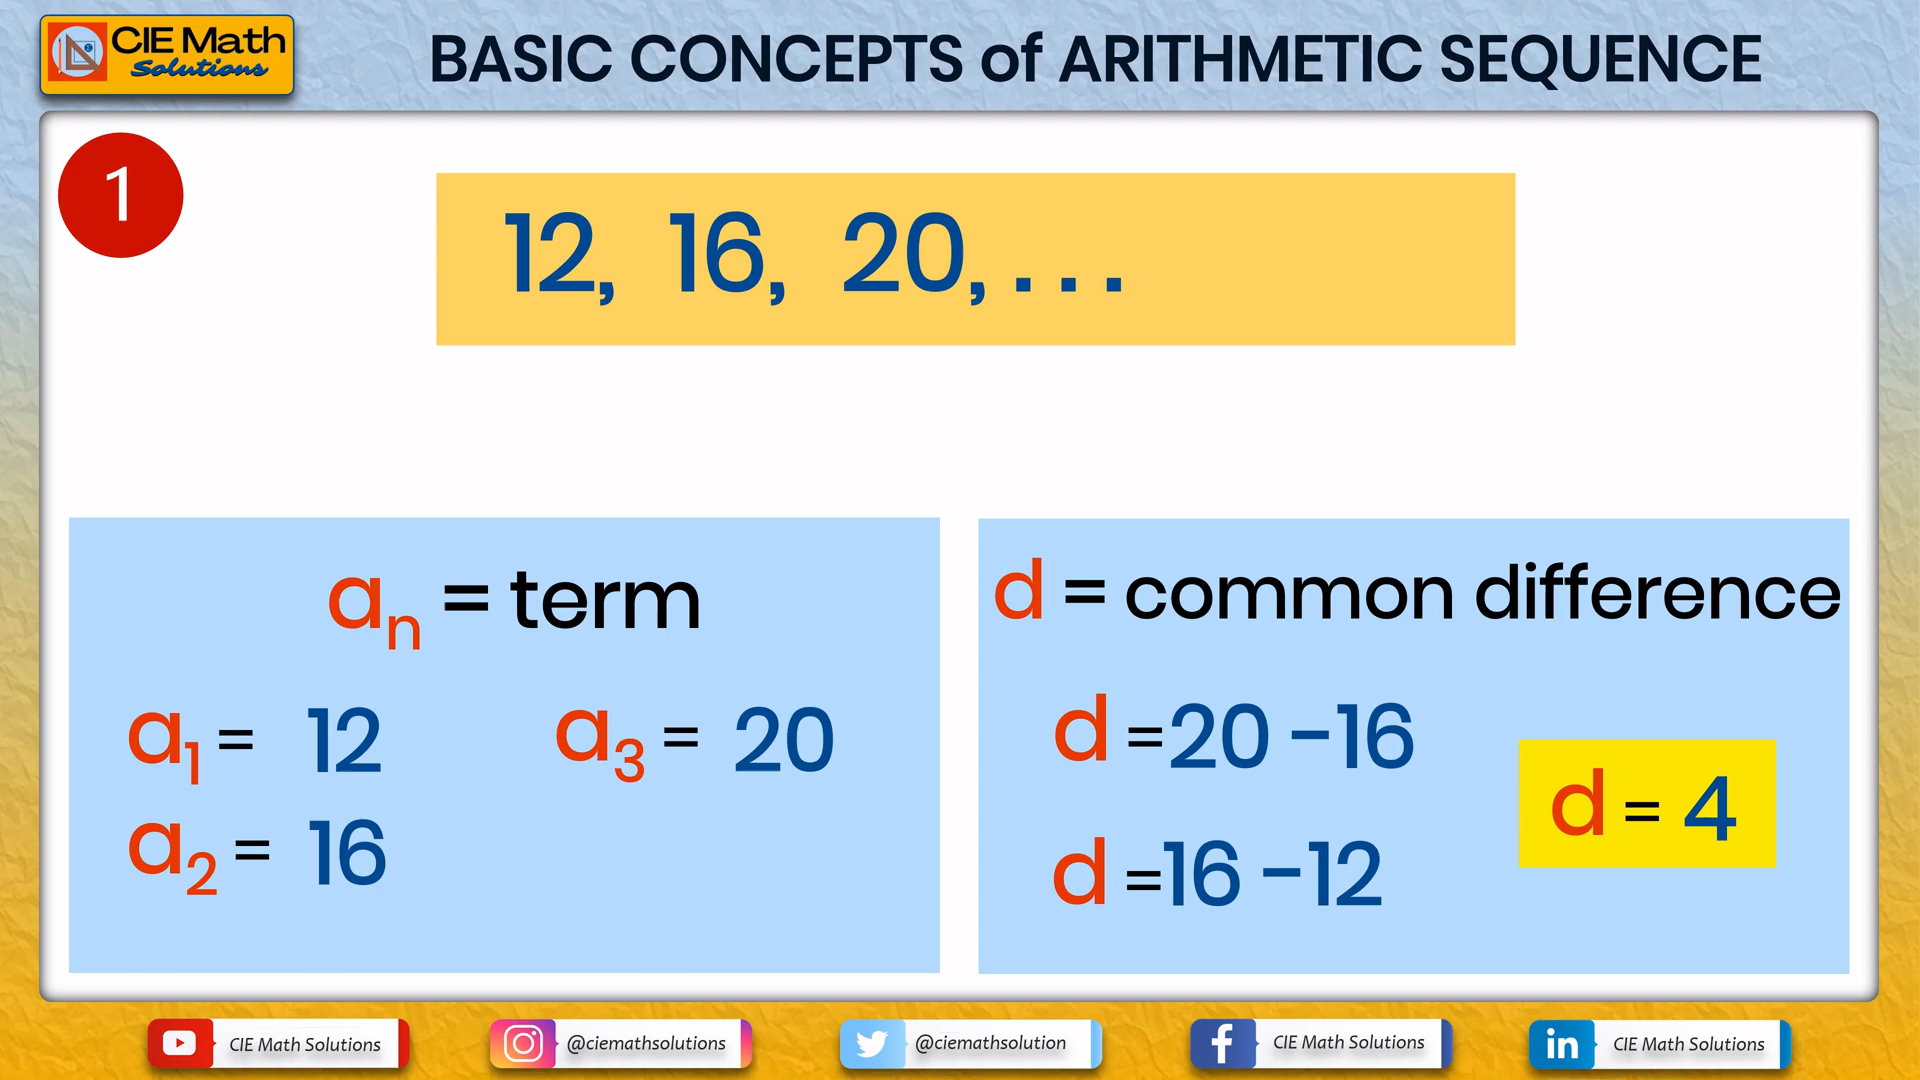 CIE Math
Solutions
BASIC CONCEPTS of ARITHMETIC SEQUENCE
1
12, 16, 20, . . .
aₙ = term
a₁ = 12
a₃ = 20
a₂ = 16
d = common difference
d = 20 - 16
d = 16 - 12
d = 4
CIE Math Solutions
@ciemathsolutions
@ciemathsolution
CIE Math Solutions
CIE Math Solutions